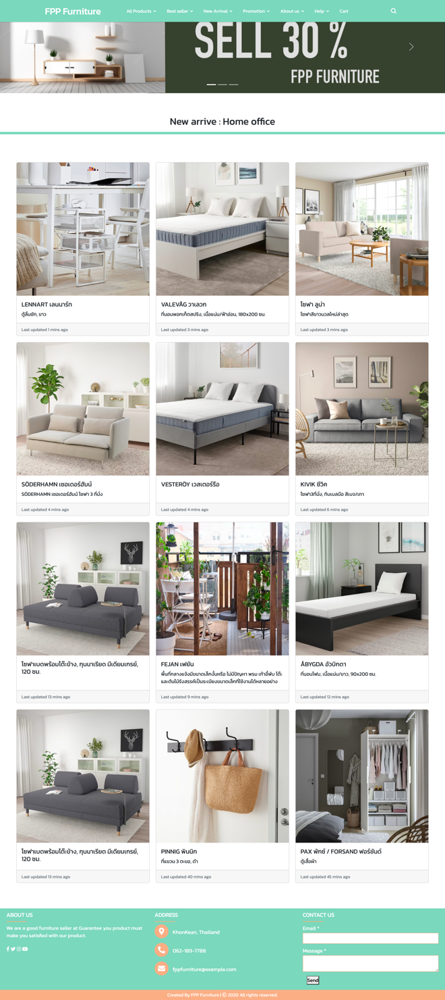 FPP Furniture
All Products
Best seller
New Arrival
Promotion
About us
Help
Cart
SELL 30 %
FPP FURNITURE
New arrive : Home office
LENNART เลนนาร์ท
ตู้ลิ้นชัก, ขาว
Last updated 1 mins ago
VALEVÅG วาเลวก
ที่นอนพอกเก็ตสปริง, เนื้อแน่น/ฟ้าอ่อน, 180x200 ซม.
Last updated 3 mins ago
โซฟา ลูน่า
โซฟาสีขาวนวลใหม่ล่าสุด
Last updated 3 mins ago
SÖDERHAMN เซอเดอร์ฮัมน์
SÖDERHAMN เซอเดอร์ฮัมน์ โซฟา 3 ที่นั่ง
Last updated 4 mins ago
VESTERÖY เวสเตอร์รือ
Last updated 4 mins ago
KIVIK ชีวิค
โซฟา3ที่นั่ง, ทิบเบลบีอ สีเบจ/เทา
Last updated 6 mins ago
โซฟาเบดพร้อมโต๊ะข้าง, กุนนาเรียด มีเดียมเกรย์,
120 ซม.
Last updated 13 mins ago
FEJAN เฟยัน
พื้นที่กลางแจ้งมีขนาดเล็กงั้นหรือ ไม่มีปัญหา พรม เก้าอี้พับ โต๊ะ
และต้นไม้รังสรรค์เป็นระเบียงขนาดเล็กที่ใช้งานได้หลายอย่าง
Last updated 9 mins ago
ÅBYGDA อัวบิกดา
ที่นอนโฟม, เนื้อแน่น/ขาว, 90x200 ซม.
Last updated 12 mins ago
โซฟาเบดพร้อมโต๊ะข้าง, กุนนาเรียด มีเดียมเกรย์,
120 ซม.
Last updated 13 mins ago
PINNIG พินนิก
ที่แขวน 3 ตะขอ, ดำ
Last updated 40 mins ago
PAX พักซ์ / FORSAND ฟอร์ซันด์
ตู้เสื้อผ้า
Last updated 45 mins ago
ABOUT US
We are a good furniture seller at Guarantee you product must
make you satisfied with our product.
ADDRESS
KhonKean, Thailand
062-189-7788
fppfurniture@example.com
CONTACT US
Email *
Message *
Send
Created By FPP Furniture | © 2020 All rights reserved.